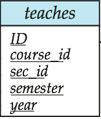 teaches
ID
course_id
sec_id
semester
year